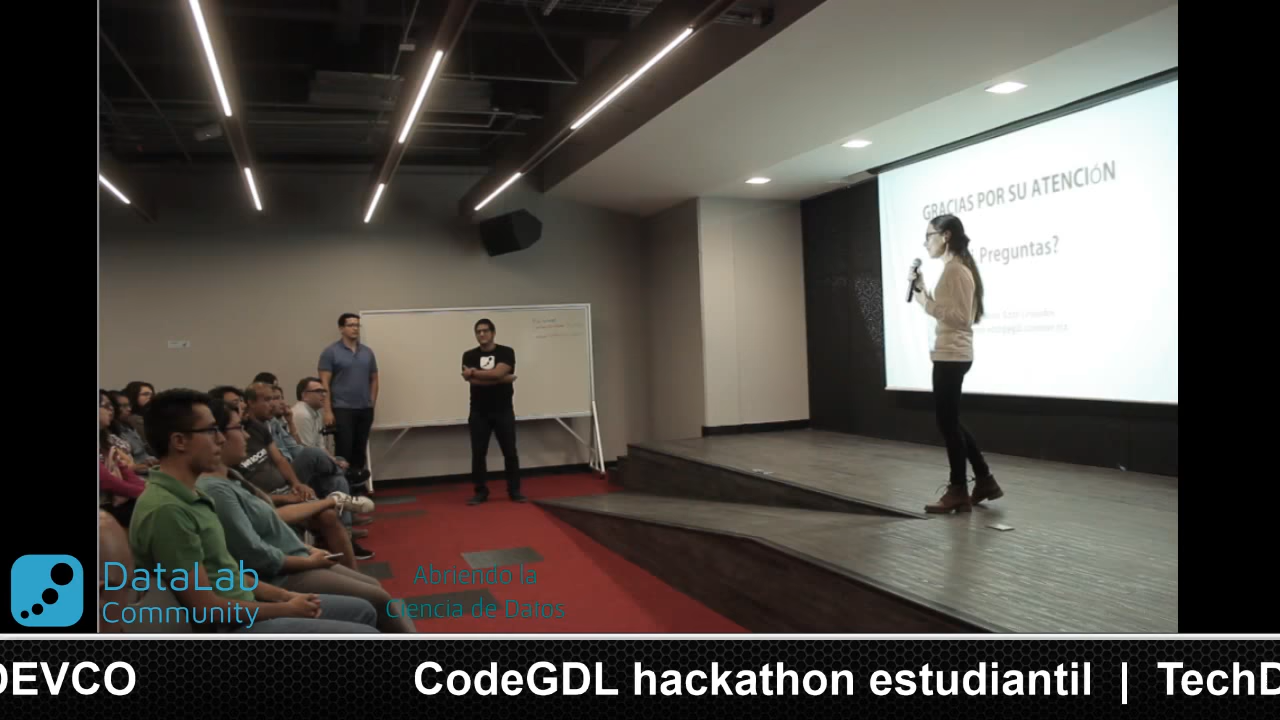 GRACIAS POR SU ATENCIÓN
Preguntas?
DataLab
Community
Abriendo la
Ciencia de Datos
DEVCO
CodeGDL hackathon estudiantil | TechD